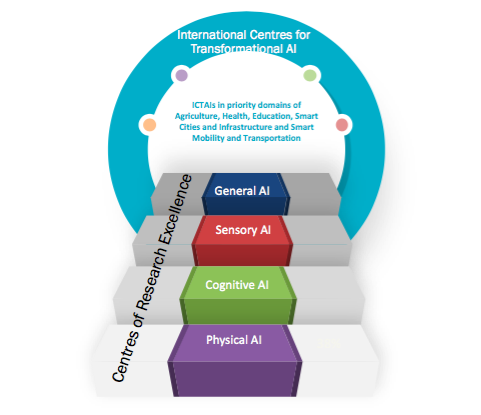 International Centres for
Transformational AI
ICTAIs in priority domains of
Agriculture, Health, Education, Smart
Cities and Infrastructure and Smart
Mobility and Transportation
Centres of Research Excellence
General AI
Sensory AI
Cognitive AI
Physical AI